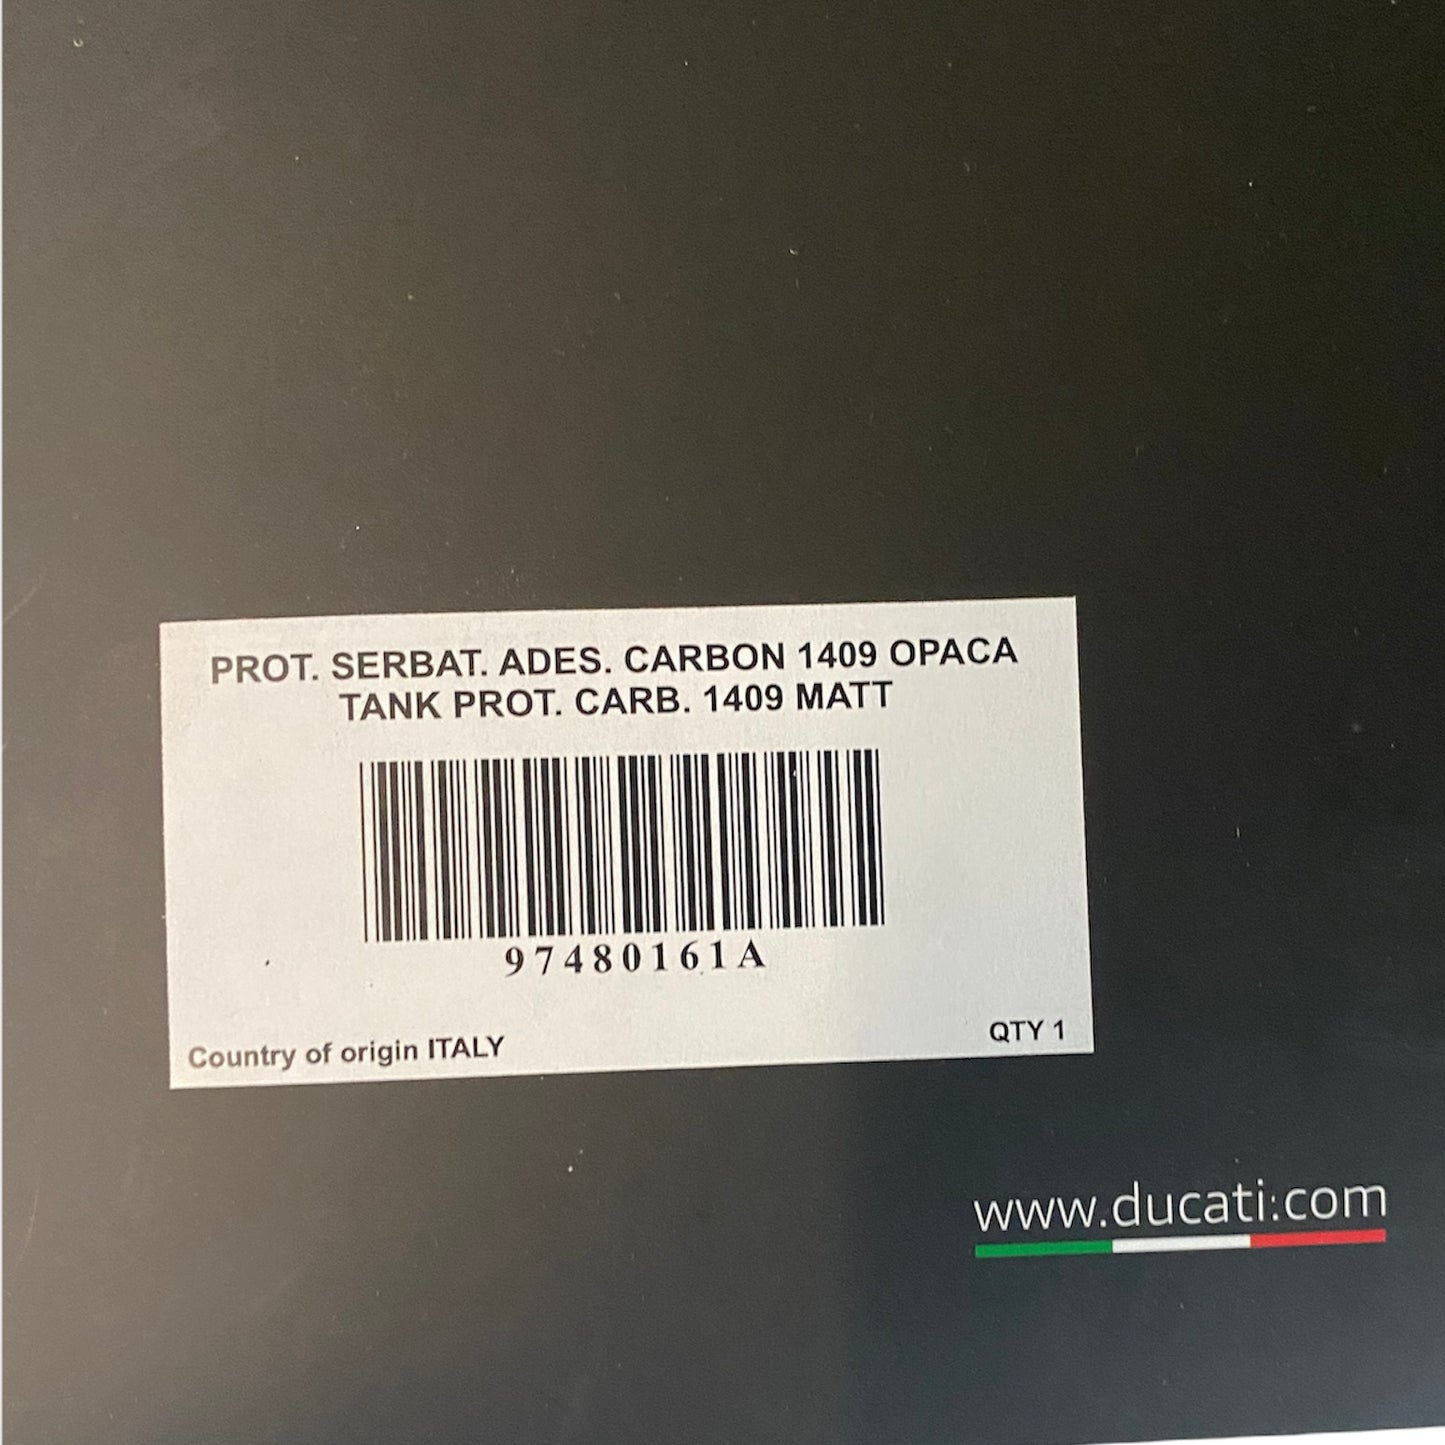 PROT. SERBAT. ADES. CARBON 1409 OPACA
TANK PROT. CARB. 1409 MATT
97480161A
Country of origin ITALY
QTY 1
www.ducati.com